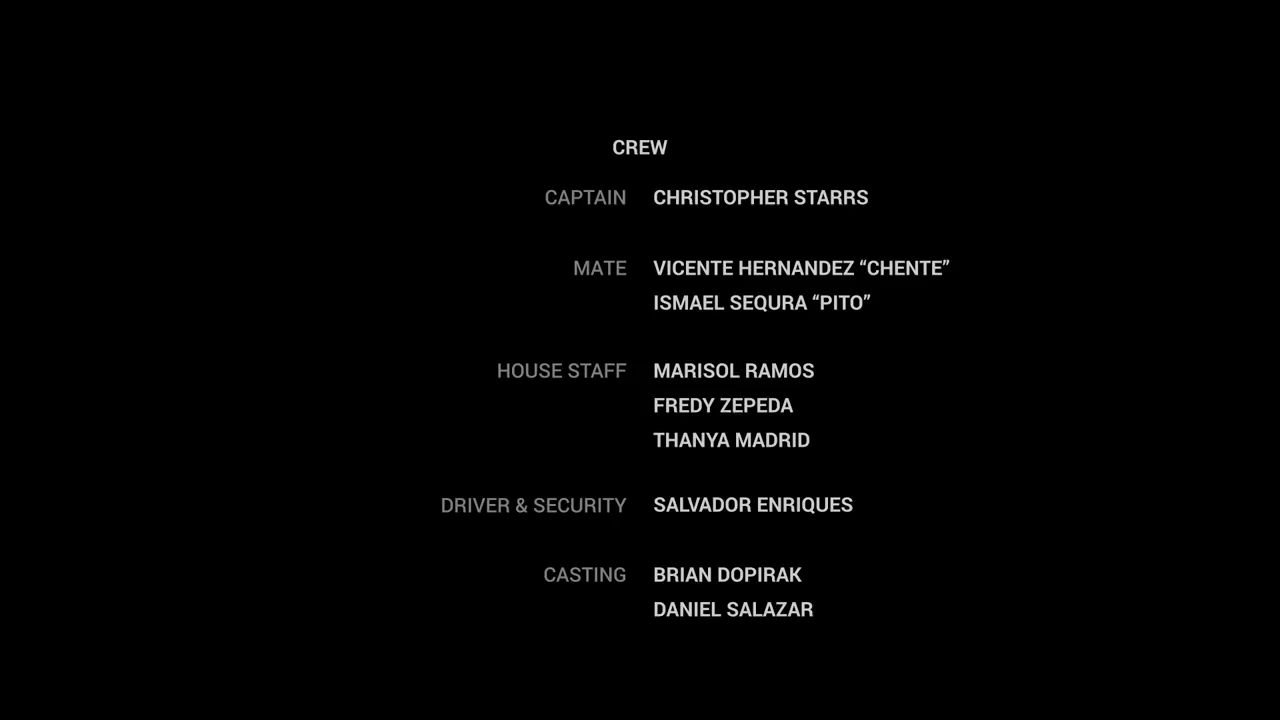 CREW
CAPTAIN CHRISTOPHER STARRS
MATE VICENTE HERNANDEZ “CHENTE”
ISMAEL SEQURA “PITO”
HOUSE STAFF MARISOL RAMOS
FREDY ZEPEDA
THANYA MADRID
DRIVER & SECURITY SALVADOR ENRIQUES
CASTING BRIAN DOPIRAK
DANIEL SALAZAR